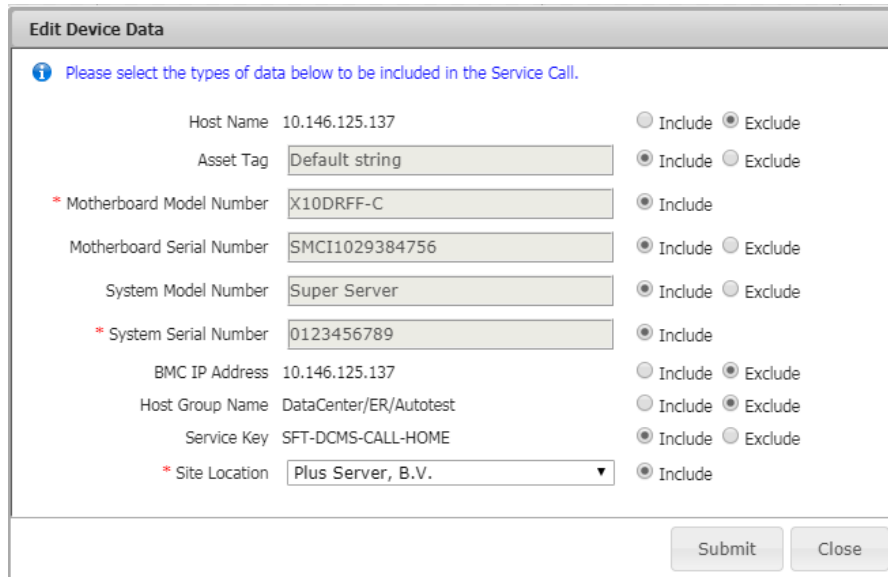 Edit Device Data
Please select the types of data below to be included in the Service Call.
Host Name 10.146.125.137 Include Exclude
Asset Tag Default string Include Exclude
* Motherboard Model Number X10DRFF-C Include
Motherboard Serial Number SMCI1029384756 Include Exclude
System Model Number Super Server Include Exclude
* System Serial Number 0123456789 Include
BMC IP Address 10.146.125.137 Include Exclude
Host Group Name DataCenter/ER/Autotest Include Exclude
Service Key SFT-DCMS-CALL-HOME Include Exclude
* Site Location Plus Server, B.V. Include
Submit Close